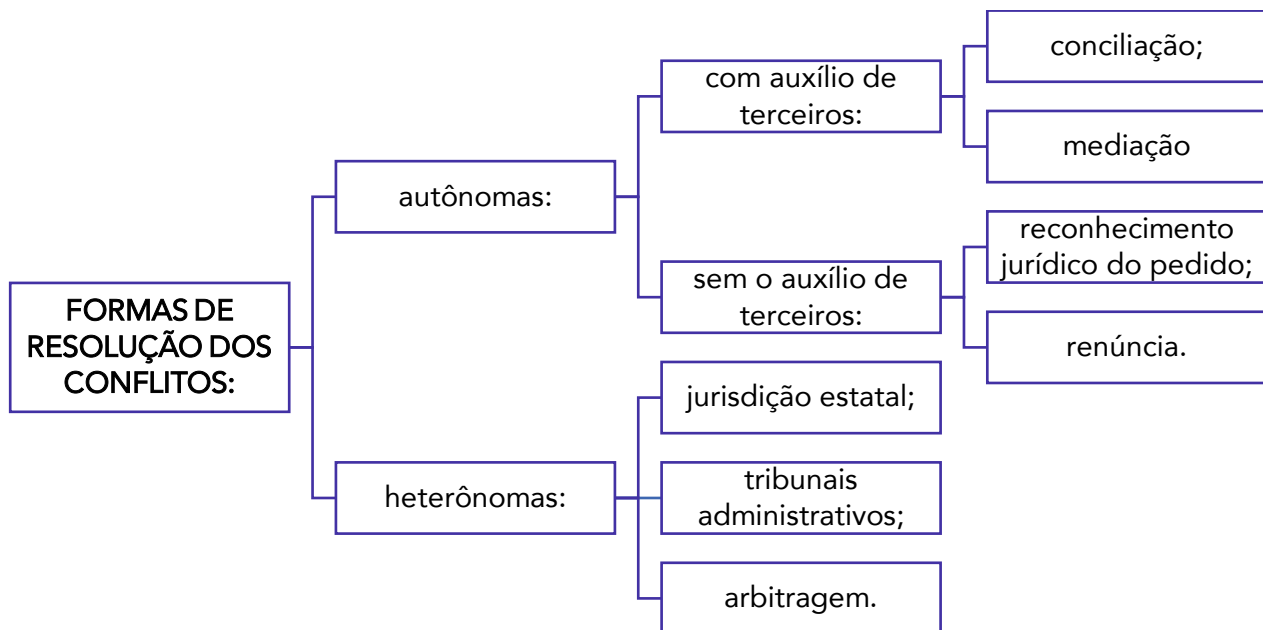 FORMAS DE
RESOLUÇÃO DOS
CONFLITOS:
autônomas:
com auxílio de
terceiros:
conciliação;
mediação
sem o auxílio de
terceiros:
reconhecimento
jurídico do pedido;
renúncia.
heterônomas:
jurisdição estatal;
tribunais
administrativos;
arbitragem.